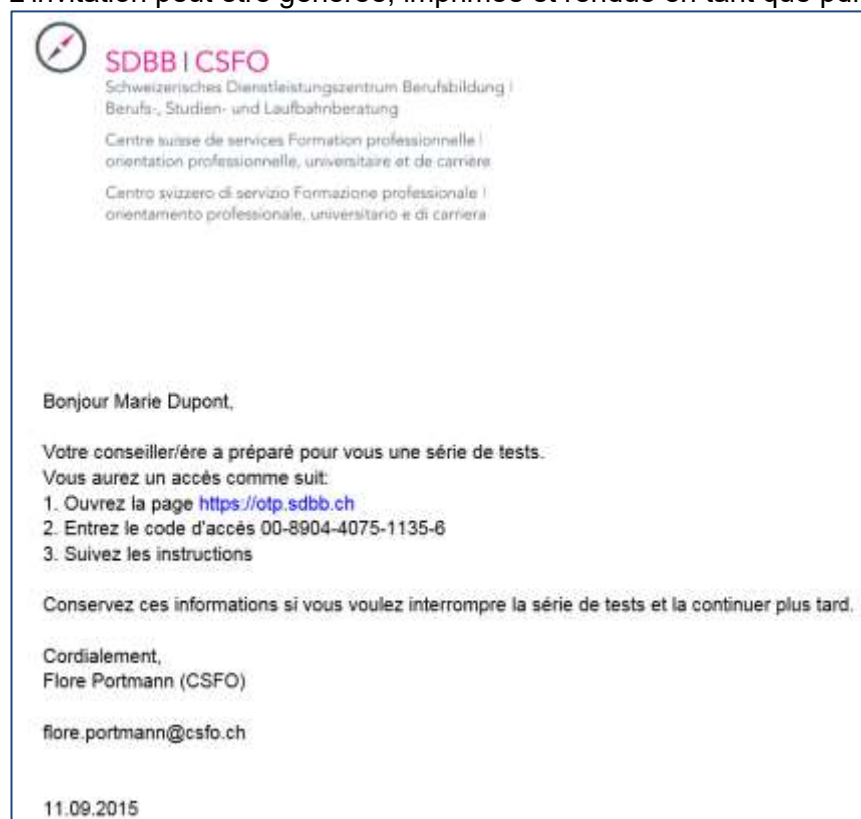 SDBB | CSFO
Schweizerisches Dienstleistungszentrum Berufsbildung |
Berufs-, Studien- und Laufbahnberatung
Centre suisse de services Formation professionnelle |
orientation professionnelle, universitaire et de carrière
Centro svizzero di servizio Formazione professionale |
orientamento professionale, universitario e di carriera
Bonjour Marie Dupont,
Votre conseiller/ère a préparé pour vous une série de tests.
Vous aurez un accès comme suit:
1. Ouvrez la page https://otp.sdbb.ch
2. Entrez le code d'accès 00-8904-4075-1135-6
3. Suivez les instructions
Conservez ces informations si vous voulez interrompre la série de tests et la continuer plus tard.
Cordialement,
Flore Portmann (CSFO)
flore.portmann@csfo.ch
11.09.2015